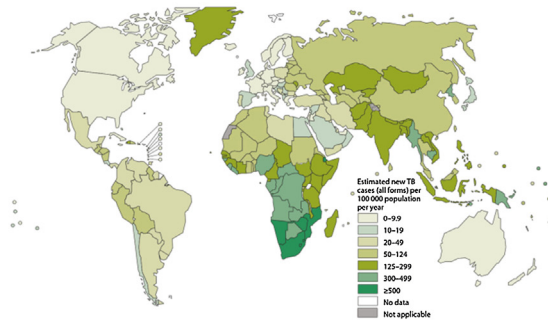 Estimated new TB
cases (all forms) per
100 000 population
per year
0–9.9
10–19
20–49
50–124
125–299
300–499
≥500
No data
Not applicable